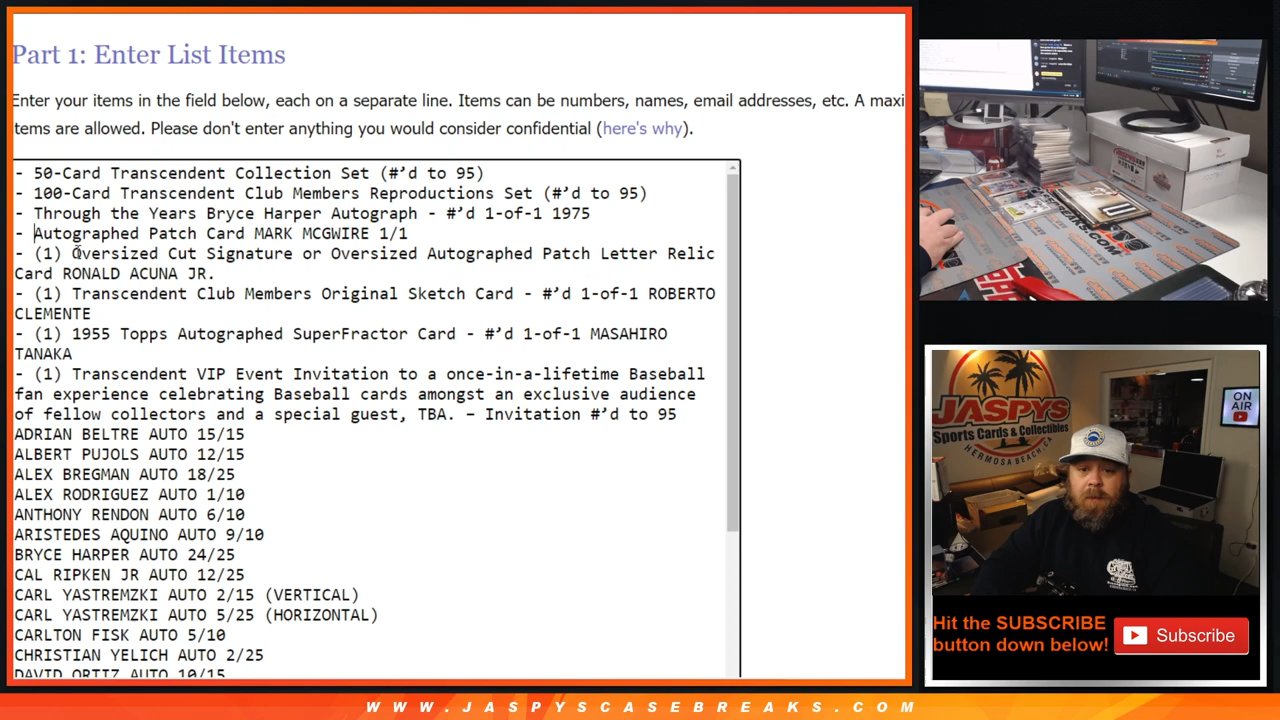 Part 1: Enter List Items
Enter your items in the field below, each on a separate line. Items can be numbers, names, email addresses, etc. A maxi
tems are allowed. Please don't enter anything you would consider confidential (here's why).
- 50-Card Transcendent Collection Set (#’d to 95)
- 100-Card Transcendent Club Members Reproductions Set (#’d to 95)
- Through the Years Bryce Harper Autograph - #’d 1-of-1 1975
- Autographed Patch Card MARK MCGWIRE 1/1
- (1) Oversized Cut Signature or Oversized Autographed Patch Letter Relic
Card RONALD ACUNA JR.
- (1) Transcendent Club Members Original Sketch Card - #’d 1-of-1 ROBERTO
CLEMENTE
- (1) 1955 Topps Autographed SuperFractor Card - #’d 1-of-1 MASAHIRO
TANAKA
- (1) Transcendent VIP Event Invitation to a once-in-a-lifetime Baseball
fan experience celebrating Baseball cards amongst an exclusive audience
of fellow collectors and a special guest, TBA. – Invitation #’d to 95
ADRIAN BELTRE AUTO 15/15
ALBERT PUJOLS AUTO 12/15
ALEX BREGMAN AUTO 18/25
ALEX RODRIGUEZ AUTO 1/10
ANTHONY RENDON AUTO 6/10
ARISTEDES AQUINO AUTO 9/10
BRYCE HARPER AUTO 24/25
CAL RIPKEN JR AUTO 12/25
CARL YASTREMZKI AUTO 2/15 (VERTICAL)
CARL YASTREMZKI AUTO 5/25 (HORIZONTAL)
CARLTON FISK AUTO 5/10
CHRISTIAN YELICH AUTO 2/25
DAVID ORTIZ AUTO 10/15
JASPYS
Sports Cards & Collectibles
HERMOSA BEACH, CA
ON
AIR
Hit the SUBSCRIBE
button down below!
Subscribe
WWW.JASPYSCASEBREAKS.COM